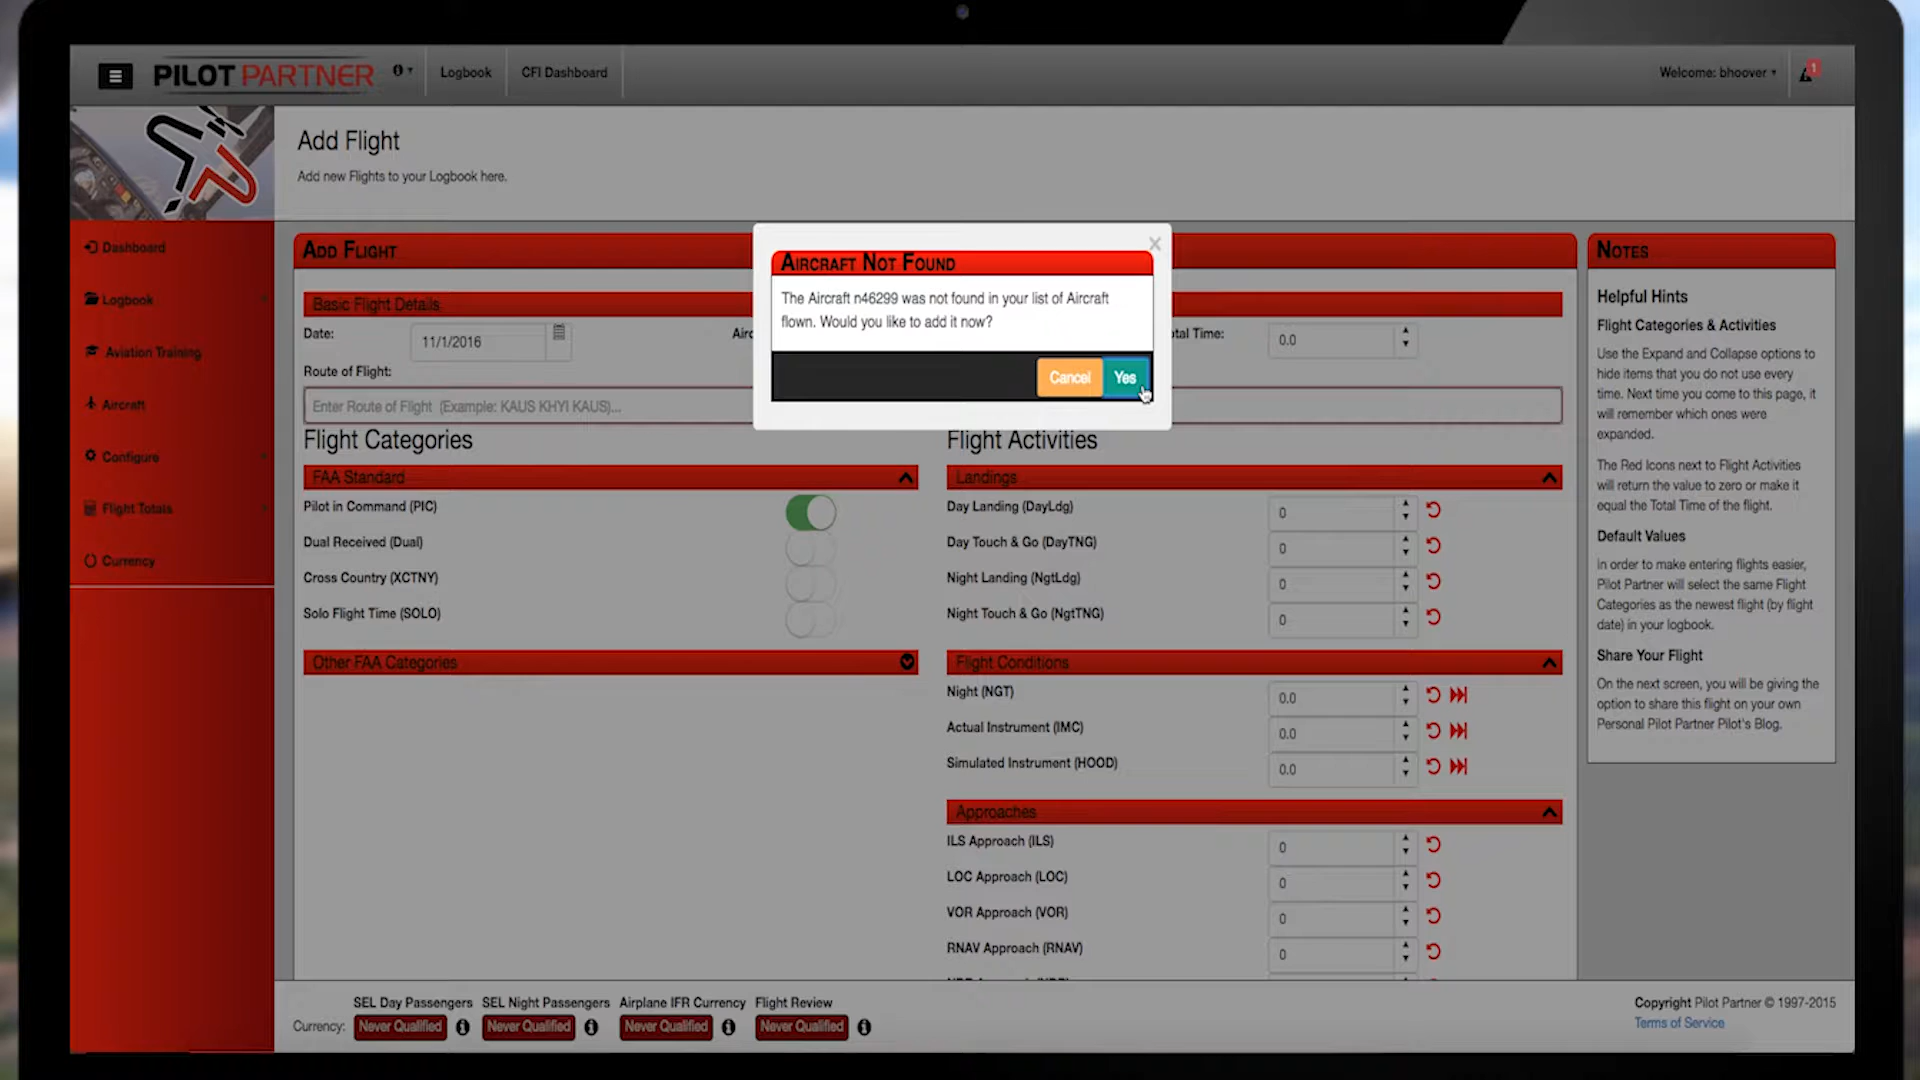 PILOT PARTNER
Logbook
CFI Dashboard
Welcome: bhoover
1
Add Flight
Add new Flights to your Logbook here.
Dashboard
Logbook
Aviation Training
Aircraft
Configure
Flight Totals
Currency
Add Flight
Basic Flight Details
Date:
11/1/2016
Route of Flight:
Enter Route of Flight (Example: KAUS KHYI KAUS)...
0.0
Aircraft Not Found
The Aircraft n46299 was not found in your list of Aircraft
flown. Would you like to add it now?
Cancel
Yes
Flight Categories
FAA Standard
Pilot in Command (PIC)
Dual Received (Dual)
Cross Country (XCTNY)
Solo Flight Time (SOLO)
Other FAA Categories
Flight Activities
Landings
Day Landing (DayLdg)
0
Day Touch & Go (DayTNG)
0
Night Landing (NgtLdg)
0
Night Touch & Go (NgtTNG)
0
Flight Conditions
Night (NGT)
0.0
Actual Instrument (IMC)
0.0
Simulated Instrument (HOOD)
0.0
Approaches
ILS Approach (ILS)
0
LOC Approach (LOC)
0
VOR Approach (VOR)
0
RNAV Approach (RNAV)
0
Notes
Helpful Hints
Flight Categories & Activities
Use the Expand and Collapse options to
hide items that you do not use every
time. Next time you come to this page, it
will remember which ones were
expanded.
The Red Icons next to Flight Activities
will return the value to zero or make it
equal the Total Time of the flight.
Default Values
In order to make entering flights easier,
Pilot Partner will select the same Flight
Categories as the newest flight (by flight
date) in your logbook.
Share Your Flight
On the next screen, you will be giving the
option to share this flight on your own
Personal Pilot Partner Pilot's Blog.
SEL Day Passengers
SEL Night Passengers
Airplane IFR Currency
Flight Review
Currency:
Never Qualified
Never Qualified
Never Qualified
Never Qualified
Copyright Pilot Partner © 1997-2015
Terms of Service